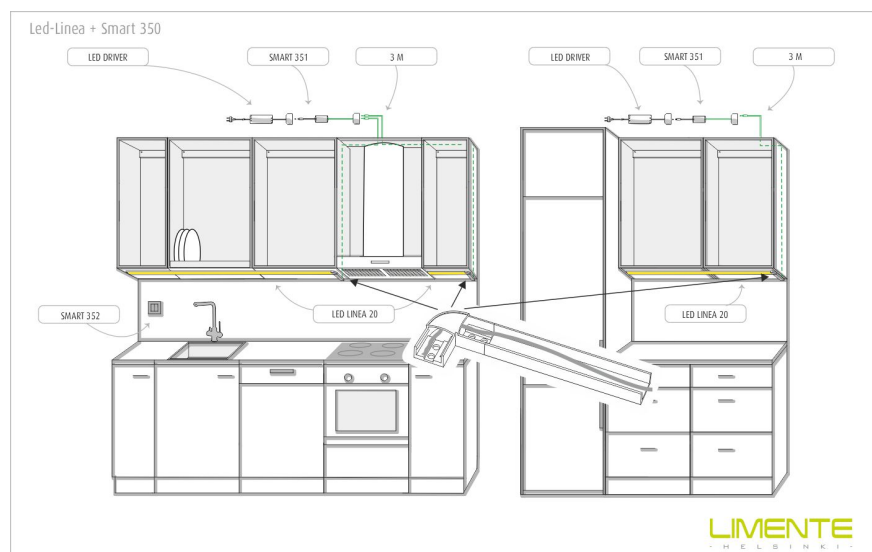 Led-Linea + Smart 350
LED DRIVER
SMART 351
3 M
LED DRIVER
SMART 351
3 M
SMART 352
LED LINEA 20
LED LINEA 20
LIMENTE
- HELSINKI -